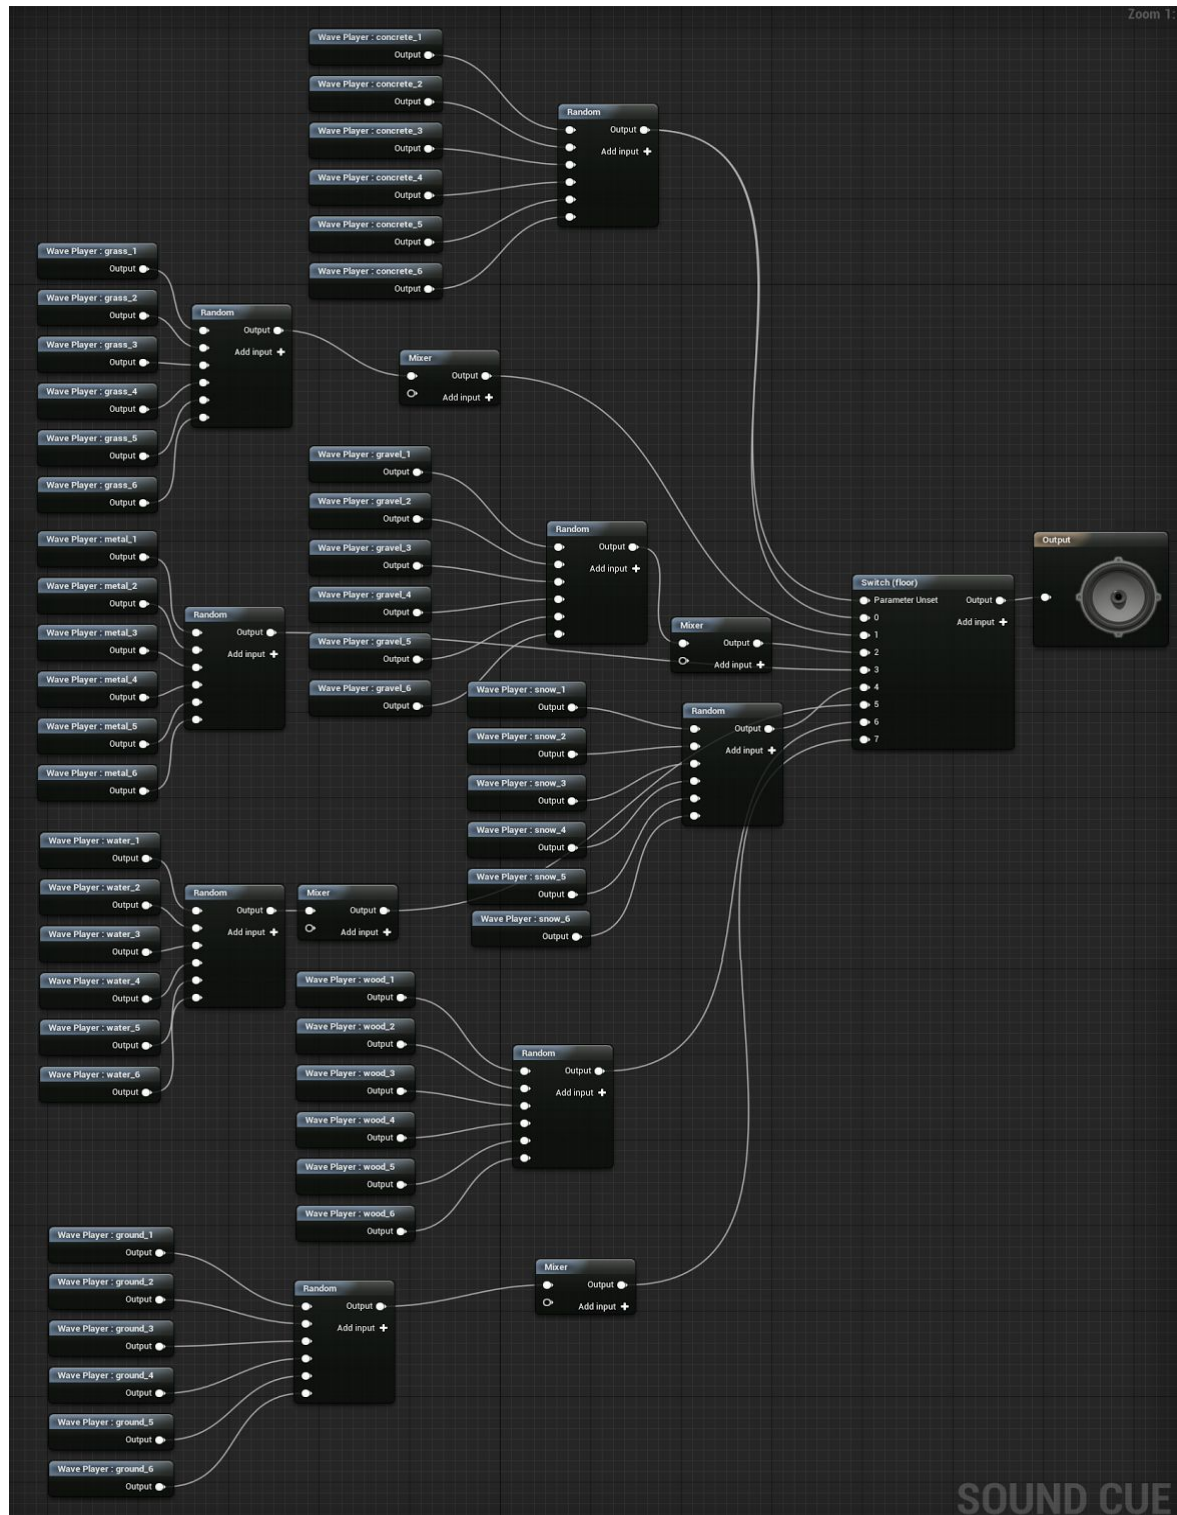 Zoom 1:
Wave Player : concrete_1
Output
Wave Player : concrete_2
Output
Wave Player : concrete_3
Output
Wave Player : concrete_4
Output
Wave Player : concrete_5
Output
Wave Player : concrete_6
Output
Random
Output
Add input
Wave Player : grass_1
Output
Wave Player : grass_2
Output
Wave Player : grass_3
Output
Wave Player : grass_4
Output
Wave Player : grass_5
Output
Wave Player : grass_6
Output
Random
Output
Add input
Mixer
Output
Add input
Wave Player : gravel_1
Output
Wave Player : gravel_2
Output
Wave Player : gravel_3
Output
Wave Player : gravel_4
Output
Wave Player : gravel_5
Output
Wave Player : gravel_6
Output
Random
Output
Add input
Mixer
Output
Add input
Wave Player : metal_1
Output
Wave Player : metal_2
Output
Wave Player : metal_3
Output
Wave Player : metal_4
Output
Wave Player : metal_5
Output
Wave Player : metal_6
Output
Random
Output
Add input
Wave Player : snow_1
Output
Wave Player : snow_2
Output
Wave Player : snow_3
Output
Wave Player : snow_4
Output
Wave Player : snow_5
Output
Wave Player : snow_6
Output
Random
Output
Add input
Switch (floor)
Parameter Unset Output
0 Add input
1
2
3
4
5
6
7
Output
Wave Player : water_1
Output
Wave Player : water_2
Output
Wave Player : water_3
Output
Wave Player : water_4
Output
Wave Player : water_5
Output
Wave Player : water_6
Output
Random
Output
Add input
Mixer
Output
Add input
Wave Player : wood_1
Output
Wave Player : wood_2
Output
Wave Player : wood_3
Output
Wave Player : wood_4
Output
Wave Player : wood_5
Output
Wave Player : wood_6
Output
Random
Output
Add input
Wave Player : ground_1
Output
Wave Player : ground_2
Output
Wave Player : ground_3
Output
Wave Player : ground_4
Output
Wave Player : ground_5
Output
Wave Player : ground_6
Output
Random
Output
Add input
Mixer
Output
Add input
SOUND CUE